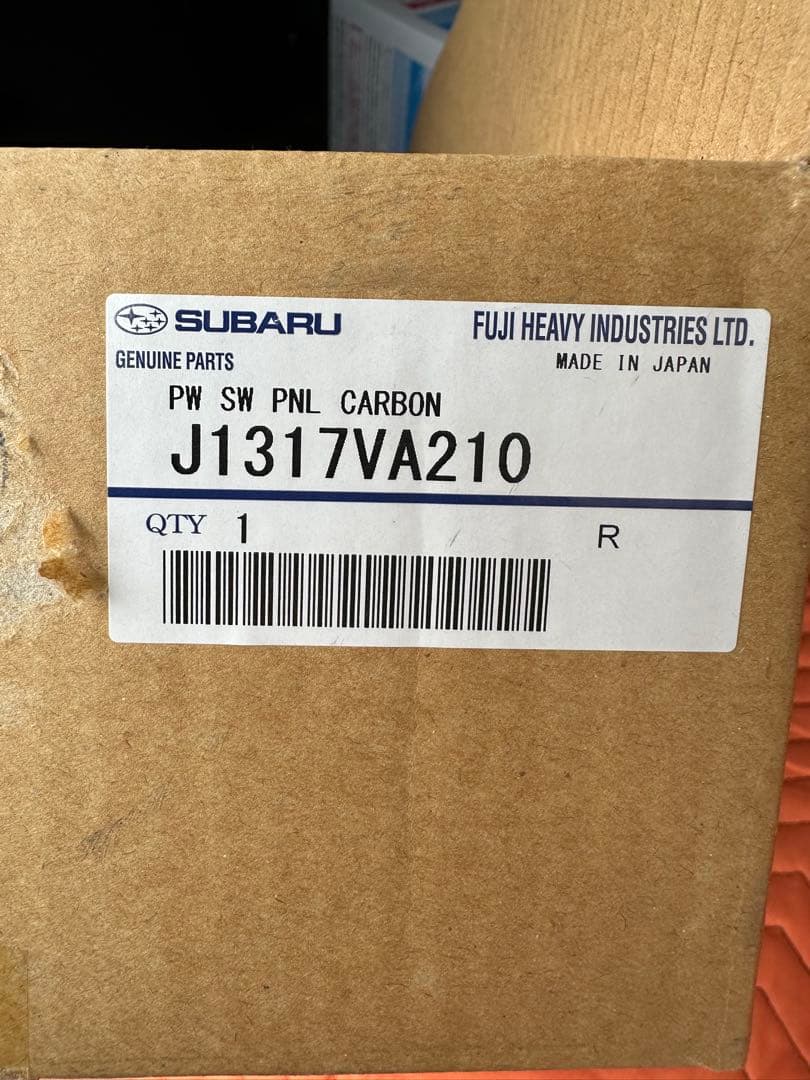 SUBARU
FUJI HEAVY INDUSTRIES LTD.
GENUINE PARTS
MADE IN JAPAN
PW SW PNL CARBON
J1317VA210
QTY 1
R